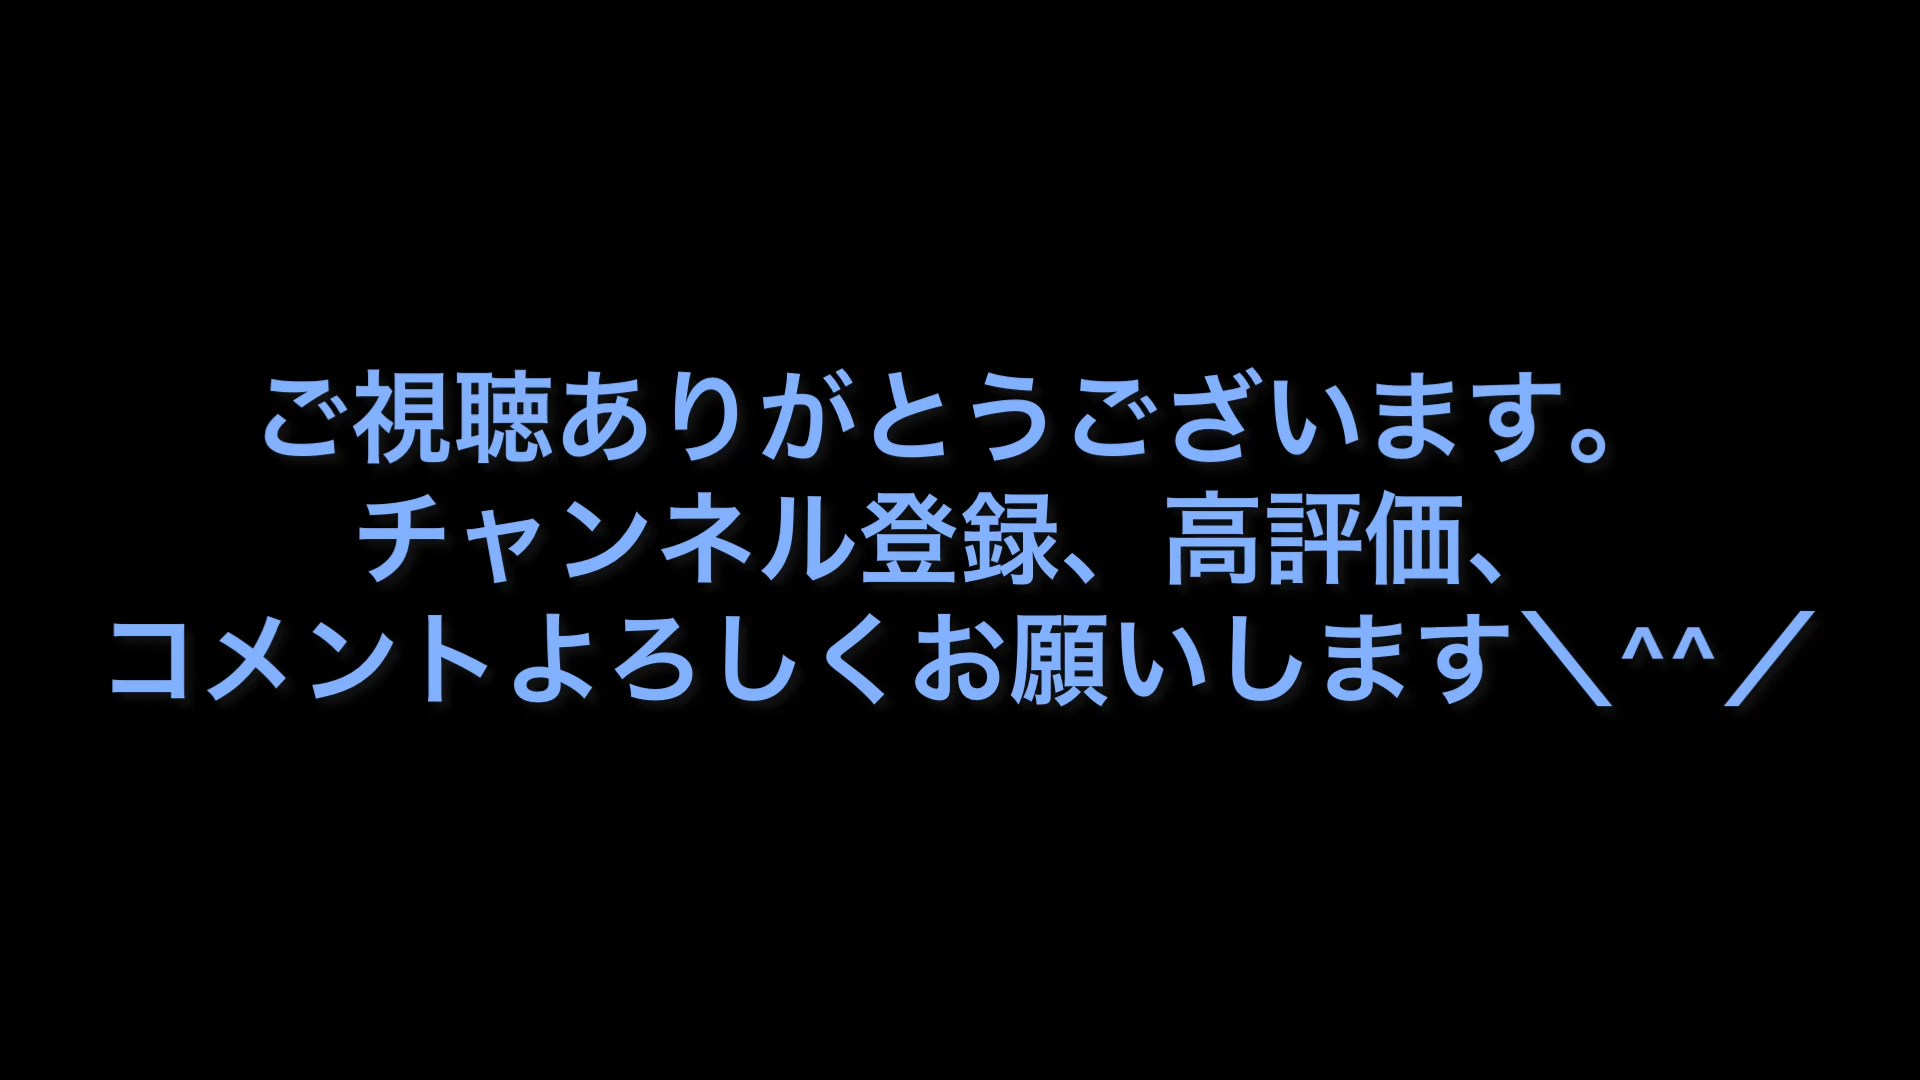 ご視聴ありがとうございます。
チャンネル登録、高評価、
コメントよろしくお願いします＼^^／